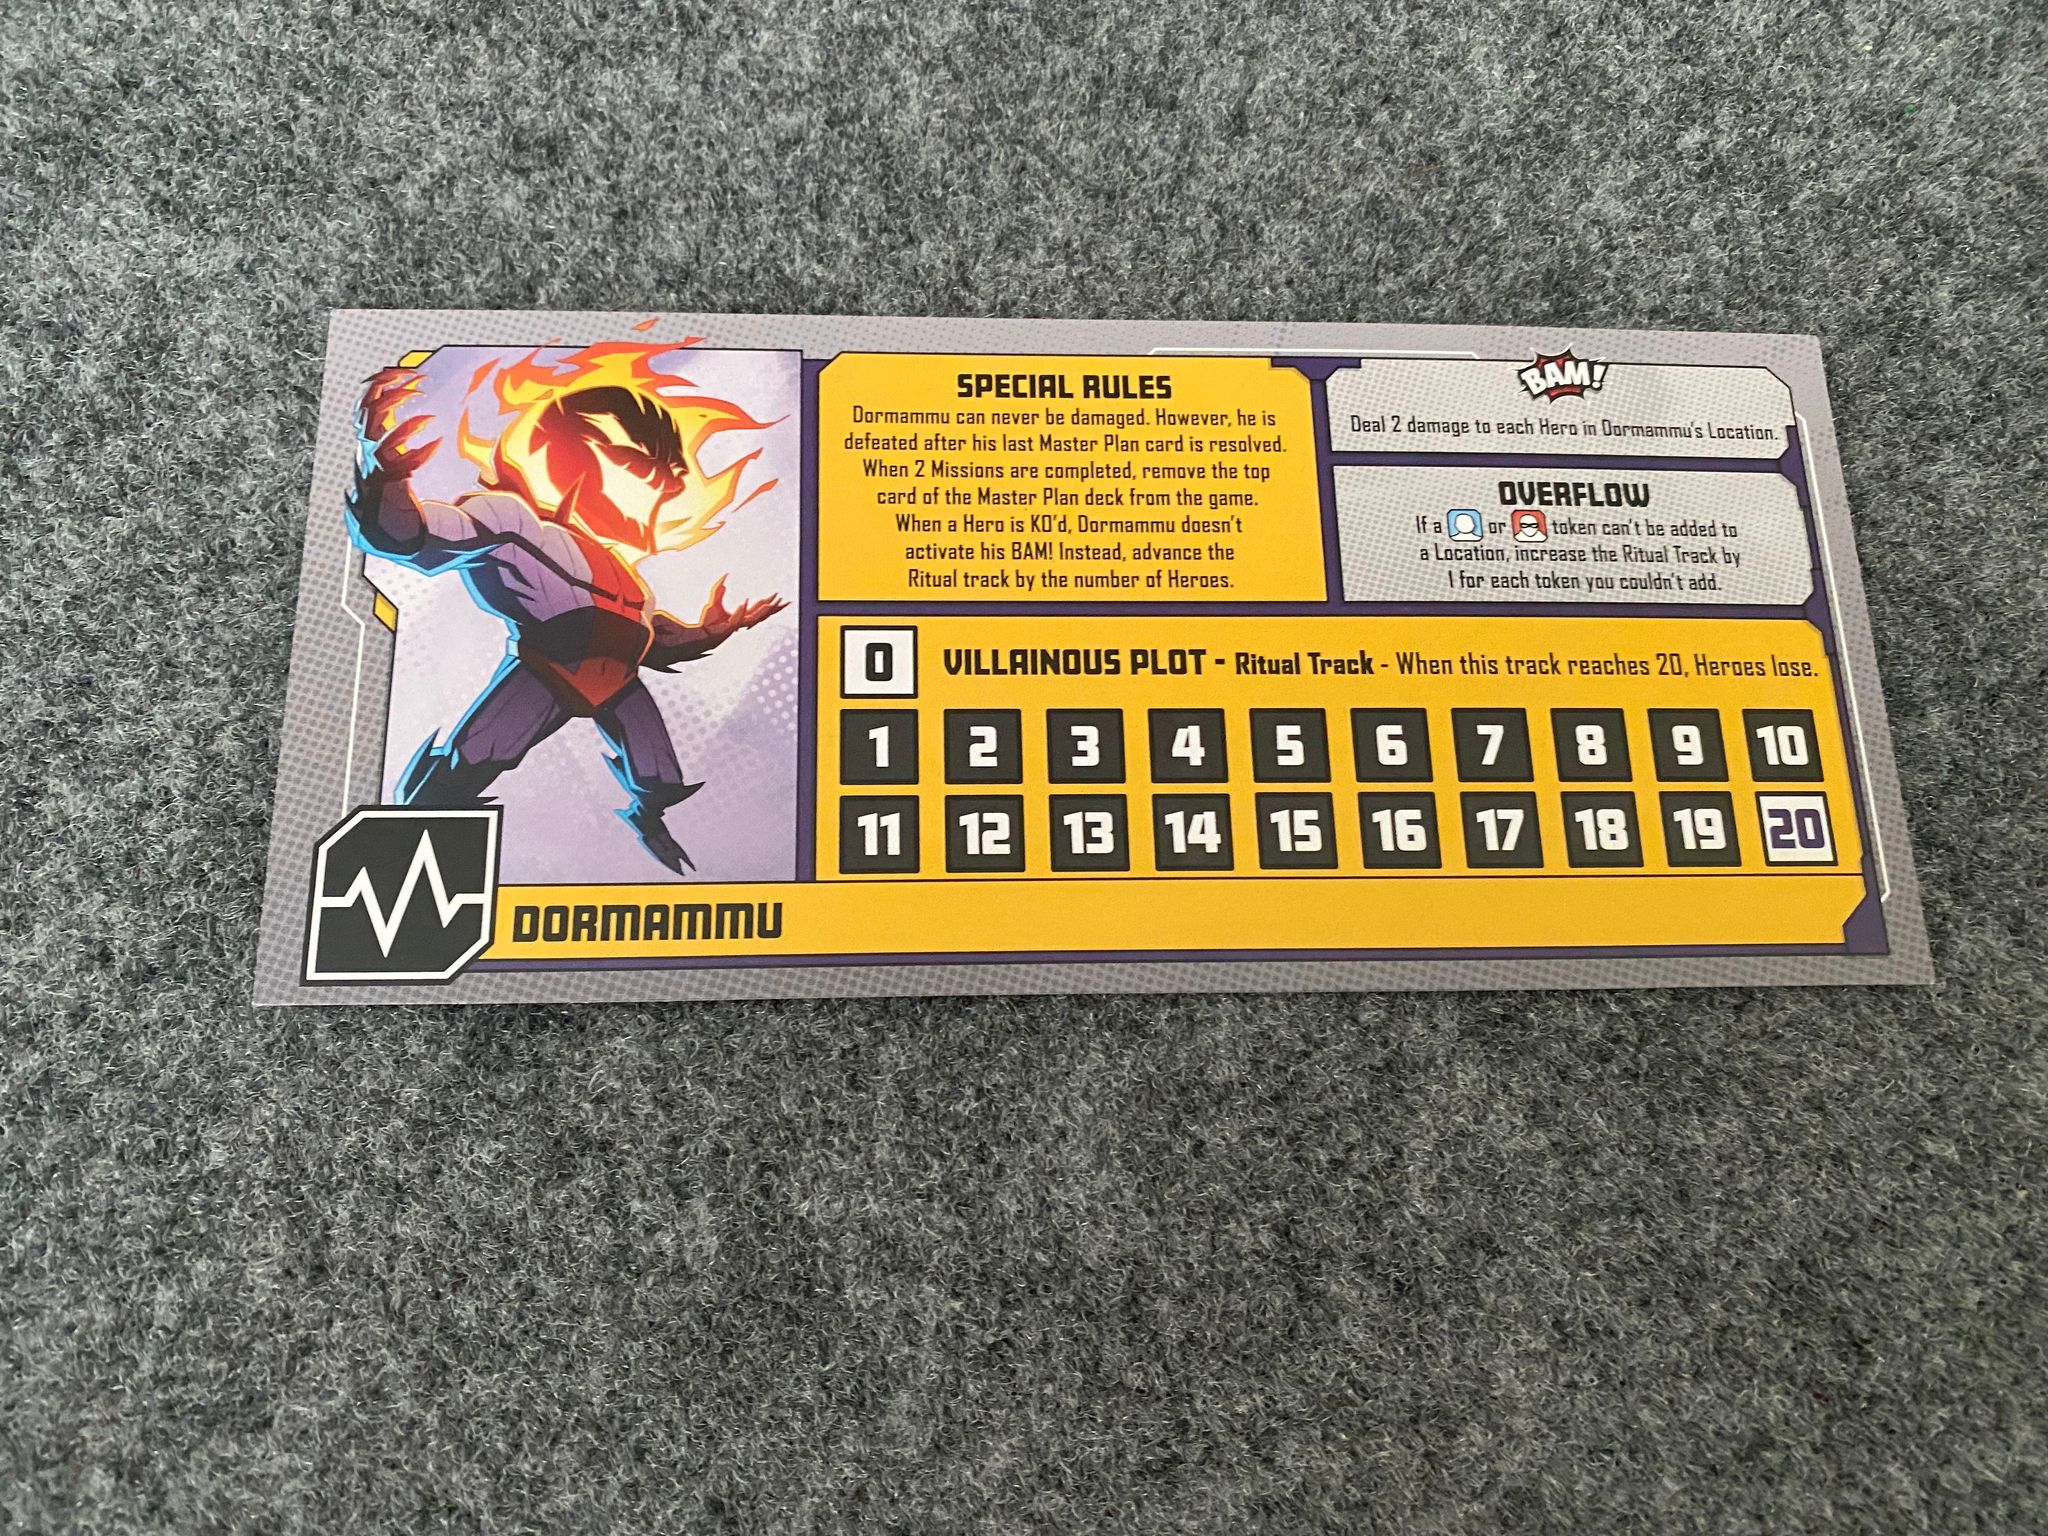 SPECIAL RULES
Dormammu can never be damaged. However, he is
defeated after his last Master Plan card is resolved.
When 2 Missions are completed, remove the top
card of the Master Plan deck from the game.
When a Hero is KO'd, Dormammu doesn't
activate his BAM! Instead, advance the
Ritual track by the number of Heroes.
BAM!
Deal 2 damage to each Hero in Dormammu's Location.
OVERFLOW
If a or token can't be added to
a Location, increase the Ritual Track by
1 for each token you couldn't add.
0 VILLAINOUS PLOT - Ritual Track - When this track reaches 20, Heroes lose.
1 2 3 4 5 6 7 8 9 10
11 12 13 14 15 16 17 18 19 20
DORMAMMU